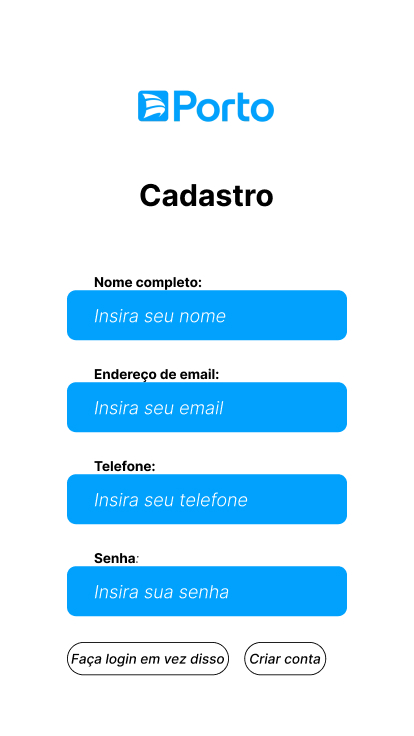 Porto
Cadastro
Nome completo:
Insira seu nome
Endereço de email:
Insira seu email
Telefone:
Insira seu telefone
Senha:
Insira sua senha
Faça login em vez disso Criar conta